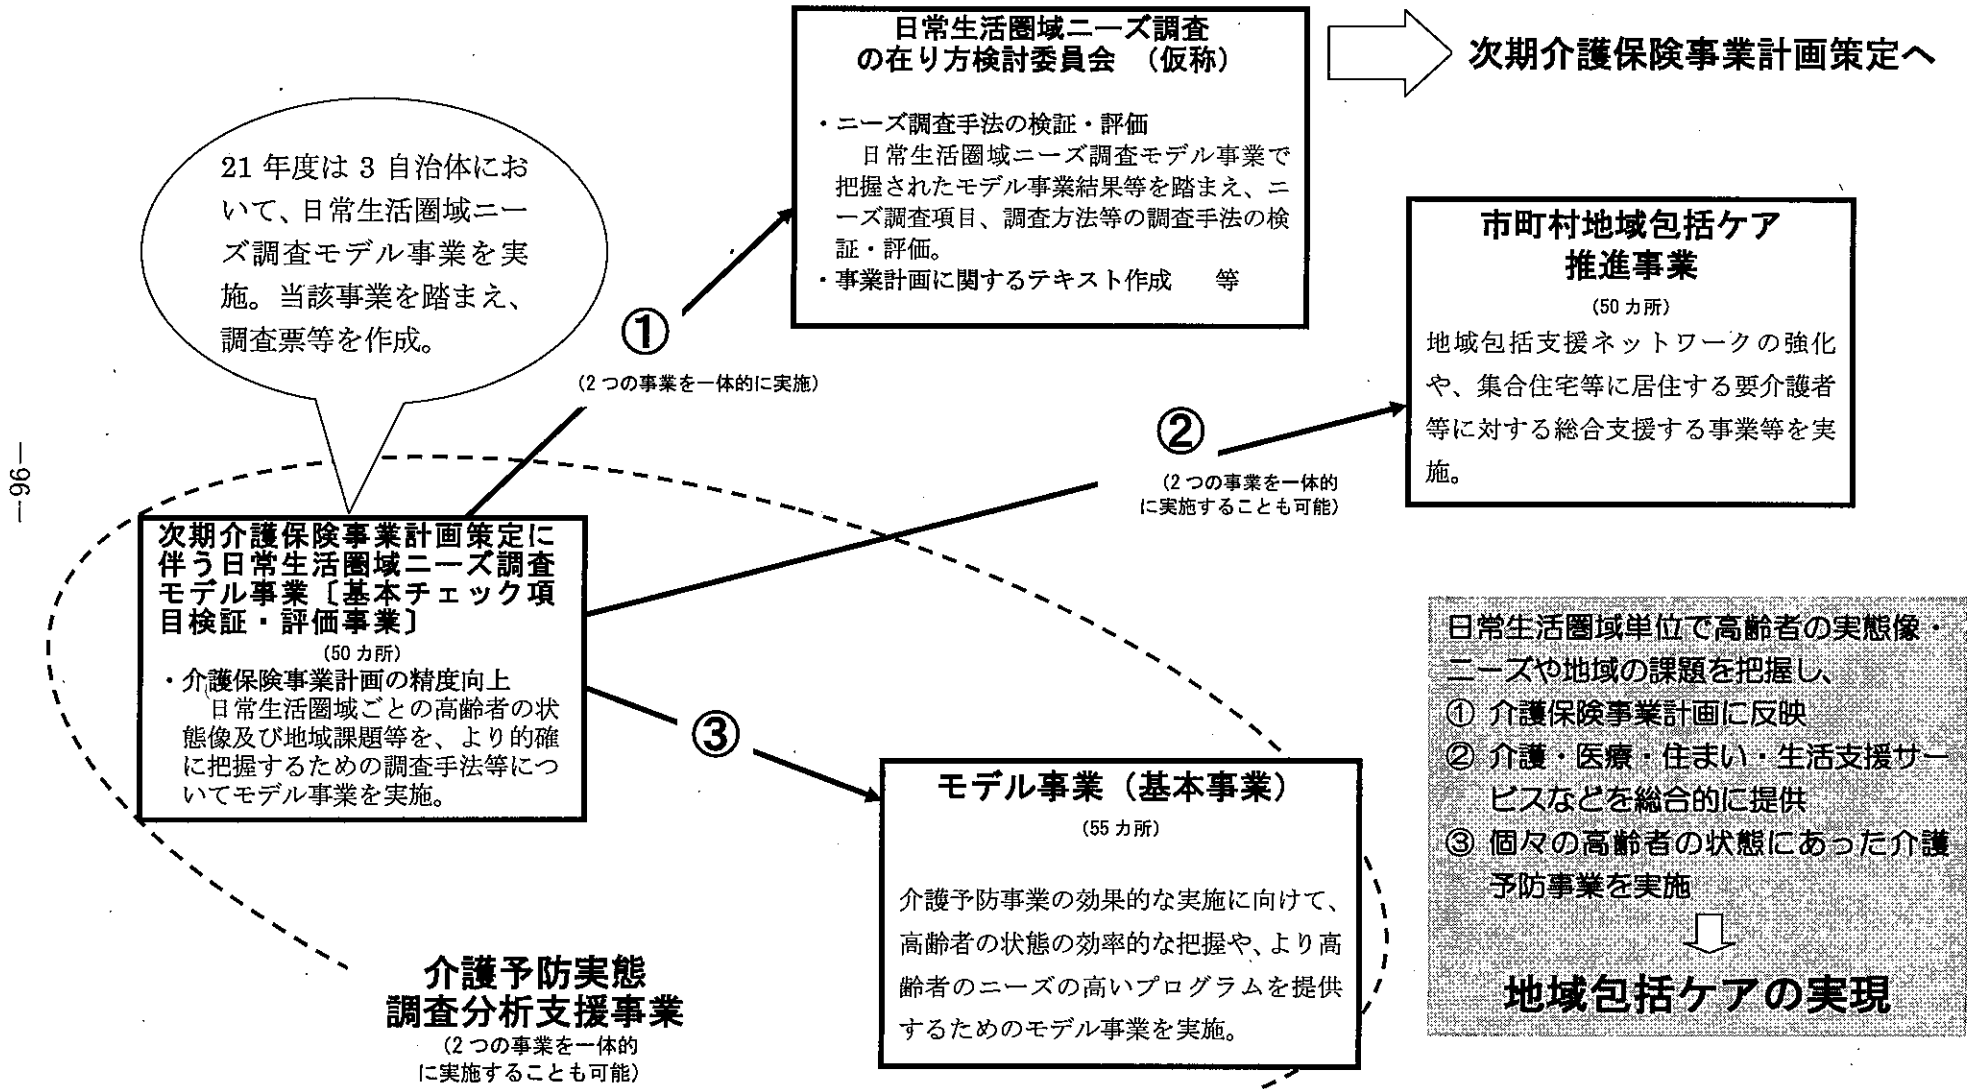 日常生活圏域ニーズ調査
の在り方検討委員会 （仮称）
・ニーズ調査手法の検証・評価
日常生活圏域ニーズ調査モデル事業で
把握されたモデル事業結果等を踏まえ、ニ
ーズ調査項目、調査方法等の調査手法の検
証・評価。
・事業計画に関するテキスト作成　等
次期介護保険事業計画策定へ
21 年度は 3 自治体にお
いて、日常生活圏域ニー
ズ調査モデル事業を実
施。当該事業を踏まえ、
調査票等を作成。
①
（2 つの事業を一体的に実施）
市町村地域包括ケア
推進事業
（50 カ所）
地域包括支援ネットワークの強化
や、集合住宅等に居住する要介護者
等に対する総合支援する事業等を実
施。
②
（2 つの事業を一体的
に実施することも可能）
―96―
次期介護保険事業計画策定に
伴う日常生活圏域ニーズ調査
モデル事業〔基本チェック項
目検証・評価事業〕
（50 カ所）
・介護保険事業計画の精度向上
日常生活圏域ごとの高齢者の状
態像及び地域課題等を、より的確
に把握するための調査手法等につ
いてモデル事業を実施。
③
モデル事業（基本事業）
（55 カ所）
介護予防事業の効果的な実施に向けて、
高齢者の状態の効率的な把握や、より高
齢者のニーズの高いプログラムを提供
するためのモデル事業を実施。
介護予防実態
調査分析支援事業
（2 つの事業を一体的
に実施することも可能）
日常生活圏域単位で高齢者の実態像・
ニーズや地域の課題を把握し、
① 介護保険事業計画に反映
② 介護・医療・住まい・生活支援サー
ビスなどを総合的に提供
③ 個々の高齢者の状態にあった介護
予防事業を実施
地域包括ケアの実現